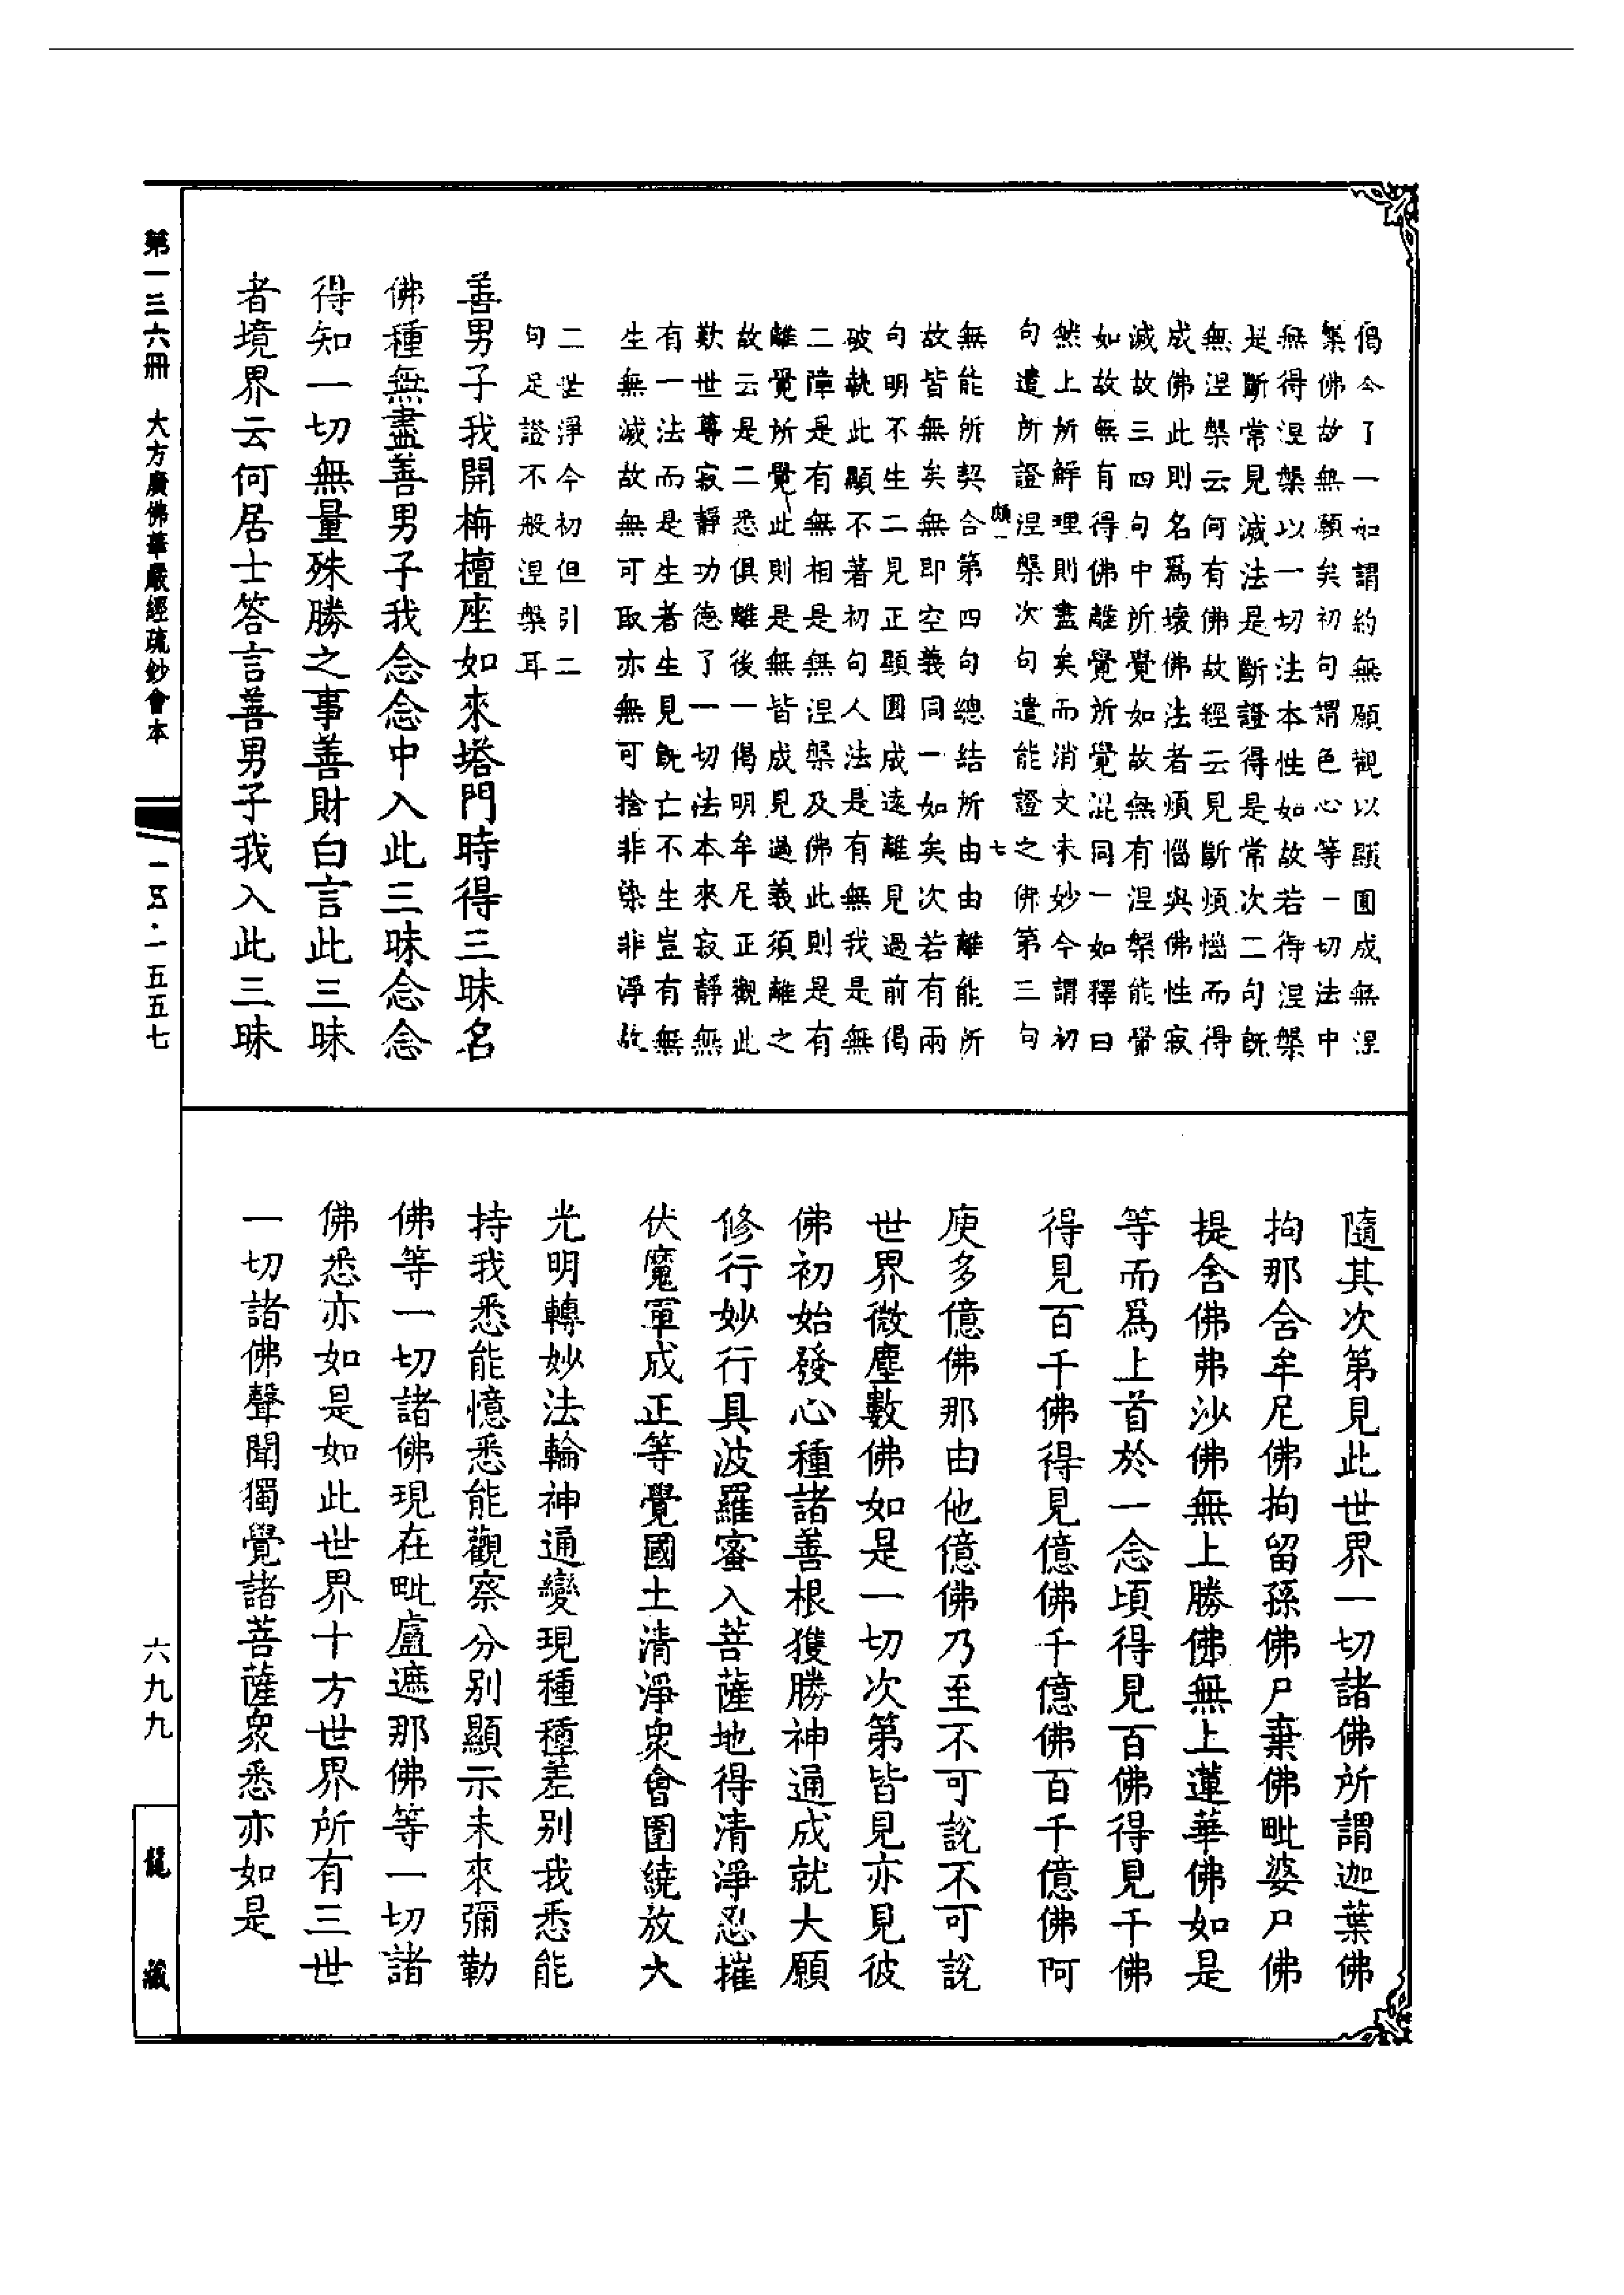 偈今了一如謂約無願觀以顯圓成無涅
槃佛故無願矣初句謂色心等一切法中
無得涅槃以一切法本性如故若得涅槃
是斷常見滅法是斷證得是常次二句既
無涅槃云何有佛故經云見斷煩惱而得
成佛此則名爲壞佛法者煩惱與佛性寂
滅故三四句中所覺如故無有涅槃能覺
如故無有得佛離覺所覺混同一如釋曰
然上所解理則盡矣而消文未妙今謂初
句遣所證涅槃次句遣能證之佛第三句
七
無能所契合第四句總結所由由離能所
故皆無矣無即空義同一如矣次若有兩
句明不生二見正顯圓成遠離見過前偈
破執此顯不著初句人法是有無我是無
二障是有無相是無涅槃及佛此則是有
離覺所覺此則是無皆成見過義須離之
故云是二悉俱離後一偈明牟尼正觀此
歎世尊寂靜功德了一切法本來寂靜無
有一法而是生者生見既亡不生豈有無
生無滅故無可取亦無可捨非染非淨故
二世淨今初但引二
句足證不般涅槃耳
善男子我開栴檀座如來塔門時得三昧名
佛種無盡善男子我念念中入此三昧念念
得知一切無量殊勝之事善財白言此三昧
者境界云何居士答言善男子我入此三昧
隨其次第見此世界一切諸佛所謂迦葉佛
拘那含牟尼佛拘留孫佛尸棄佛毗婆尸佛
提舍佛弗沙佛無上勝佛無上蓮華佛如是
等而爲上首於一念頃得見百佛得見千佛
得見百千佛得見億佛千億佛百千億佛阿
庾多億佛那由他億佛乃至不可說不可說
世界微塵數佛如是一切次第皆見亦見彼
佛初始發心種諸善根獲勝神通成就大願
修行妙行具波羅蜜入菩薩地得清淨忍摧
伏魔軍成正等覺國土清淨衆會圍繞放大
光明轉妙法輪神通變現種種差别我悉能
持我悉能憶悉能觀察分别顯示未來彌勒
佛等一切諸佛現在毗盧遮那佛等一切諸
佛悉亦如是如此世界十方世界所有三世
一切諸佛聲聞獨覺諸菩薩衆悉亦如是
第一三六冊 大方廣佛華嚴經疏鈔會本
一五·一五五七
六九九
龍藏